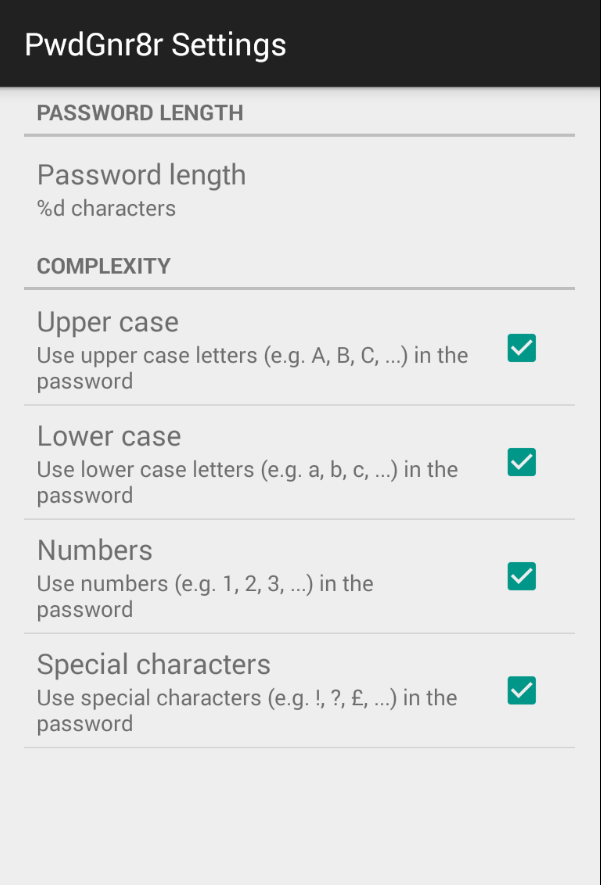 PwdGnr8r Settings
PASSWORD LENGTH
Password length
%d characters
COMPLEXITY
Upper case
Use upper case letters (e.g. A, B, C, ...) in the
password
Lower case
Use lower case letters (e.g. a, b, c, ...) in the
password
Numbers
Use numbers (e.g. 1, 2, 3, ...) in the
password
Special characters
Use special characters (e.g. !, ?, £, ...) in the
password